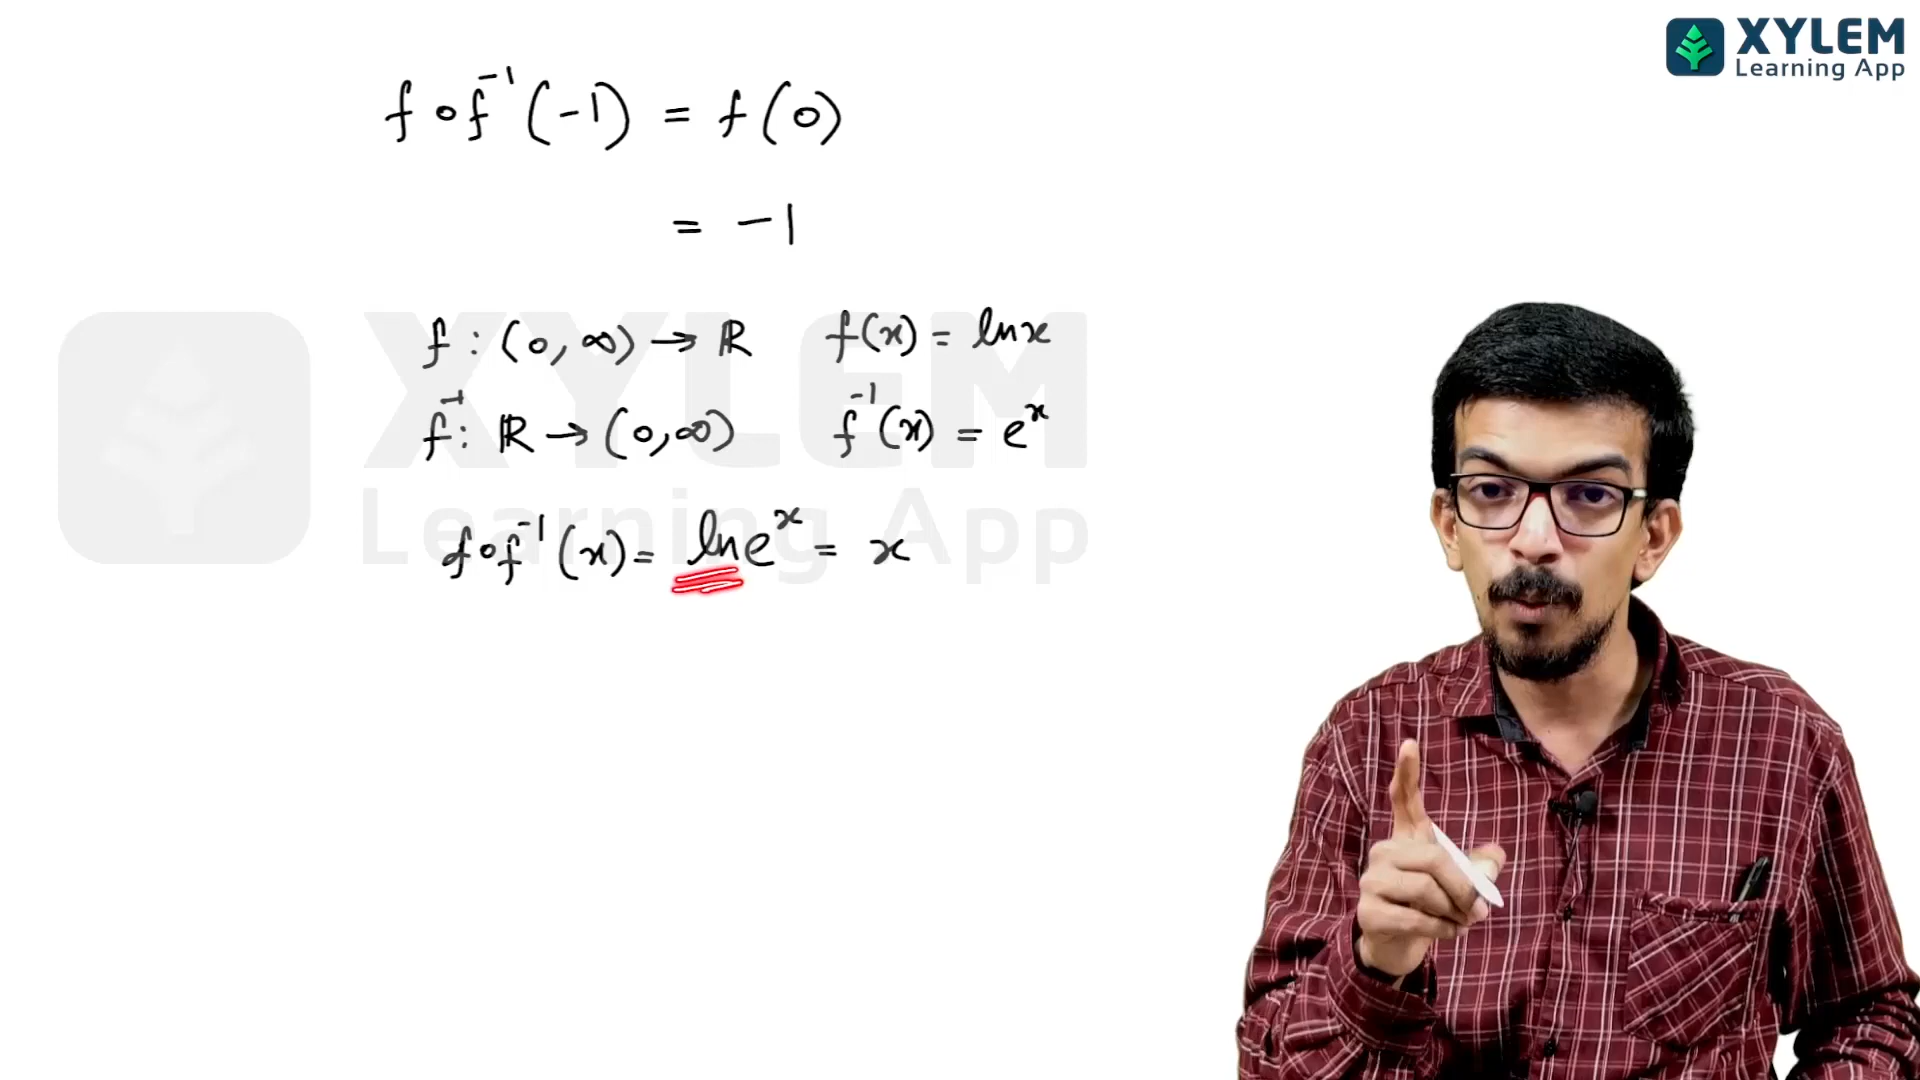 XYLEM
Learning App
f∘f⁻¹(-1) = f(0)
= -1
f : (0, ∞) → ℝ f(x) = ln x
f⁻¹ : ℝ → (0, ∞) f⁻¹(x) = eˣ
f∘f⁻¹(x) = ln eˣ = x
XYLEM
Learning App